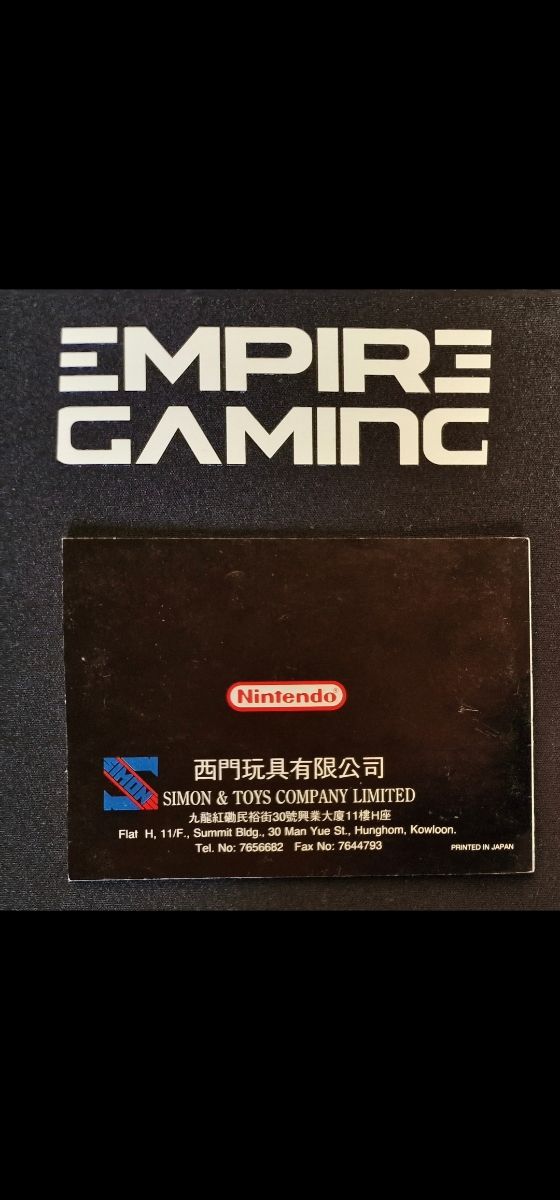 EMPIRE
GAMING
Nintendo®
SIMON
西門玩具有限公司
SIMON & TOYS COMPANY LIMITED
九龍紅磡民裕街30號興業大廈11樓H座
Flat H, 11/F., Summit Bldg., 30 Man Yue St., Hunghom, Kowloon.
Tel. No: 7656682 Fax No: 7644793
PRINTED IN JAPAN